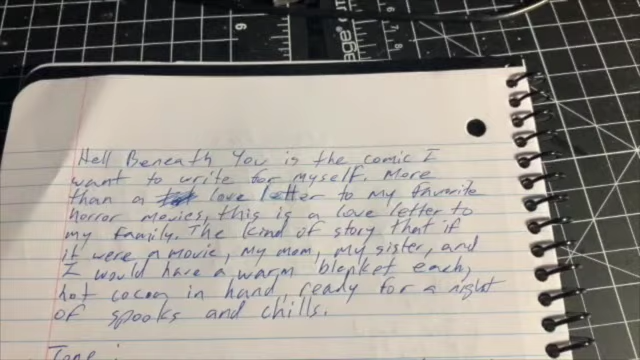 Hell Beneath You is the comic I
want to write for myself. More
than a love letter to my favorite
horror movies, this is a love letter to
my family. The kind of story that if
it were a movie, my mom, my sister, and
I would have a warm blanket each,
hot cocoa in hand, ready for a night
of spooks and chills.
Tone: